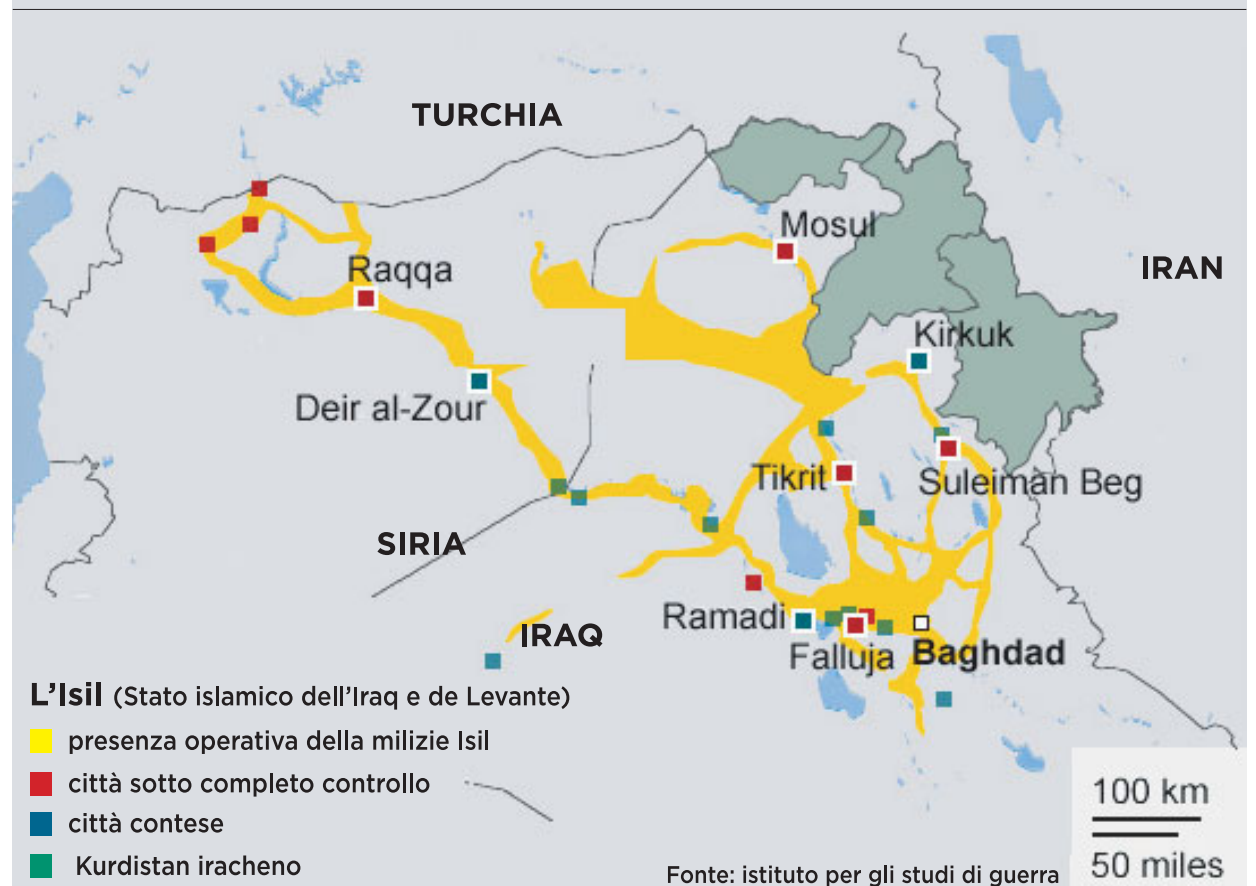 TURCHIA
Mosul
IRAN
Raqqa
Kirkuk
Deir al-Zour
Tikrit
Suleiman Beg
SIRIA
Ramadi
IRAQ
Falluja
Baghdad
L'Isil (Stato islamico dell'Iraq e de Levante)
presenza operativa della milizie Isil
città sotto completo controllo
città contese
Kurdistan iracheno
100 km
50 miles
Fonte: istituto per gli studi di guerra